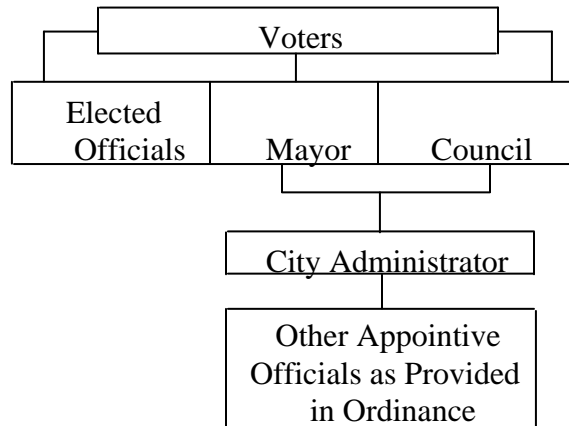 Voters
Elected
Officials
Mayor
Council
City Administrator
Other Appointive
Officials as Provided
in Ordinance